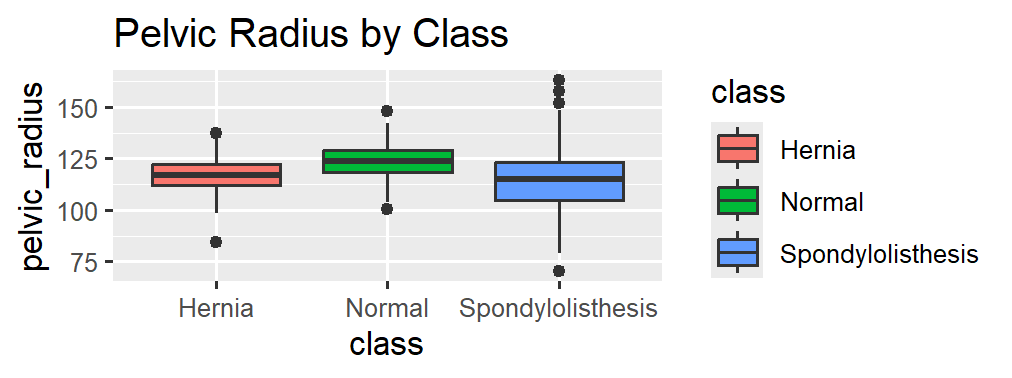 Pelvic Radius by Class
pelvic_radius
150
125
100
75
Hernia
Normal
Spondylolisthesis
class
class
Hernia
Normal
Spondylolisthesis